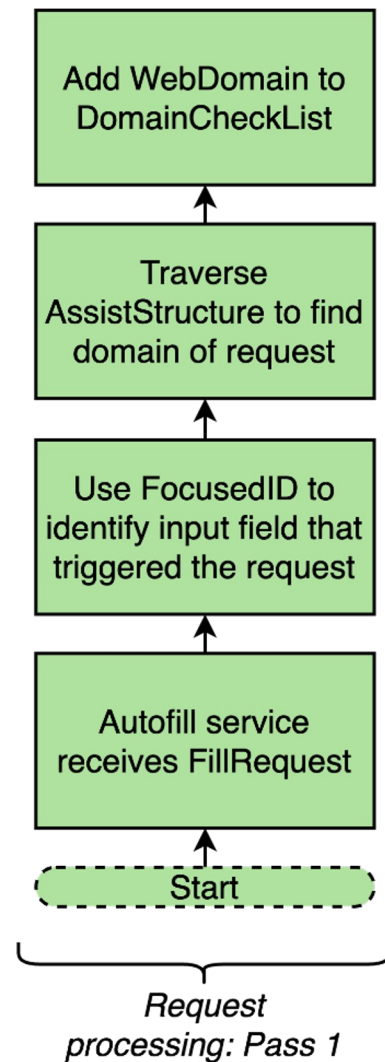 Add WebDomain to
DomainCheckList
Traverse
AssistStructure to find
domain of request
Use FocusedID to
identify input field that
triggered the request
Autofill service
receives FillRequest
Start
Request
processing: Pass 1